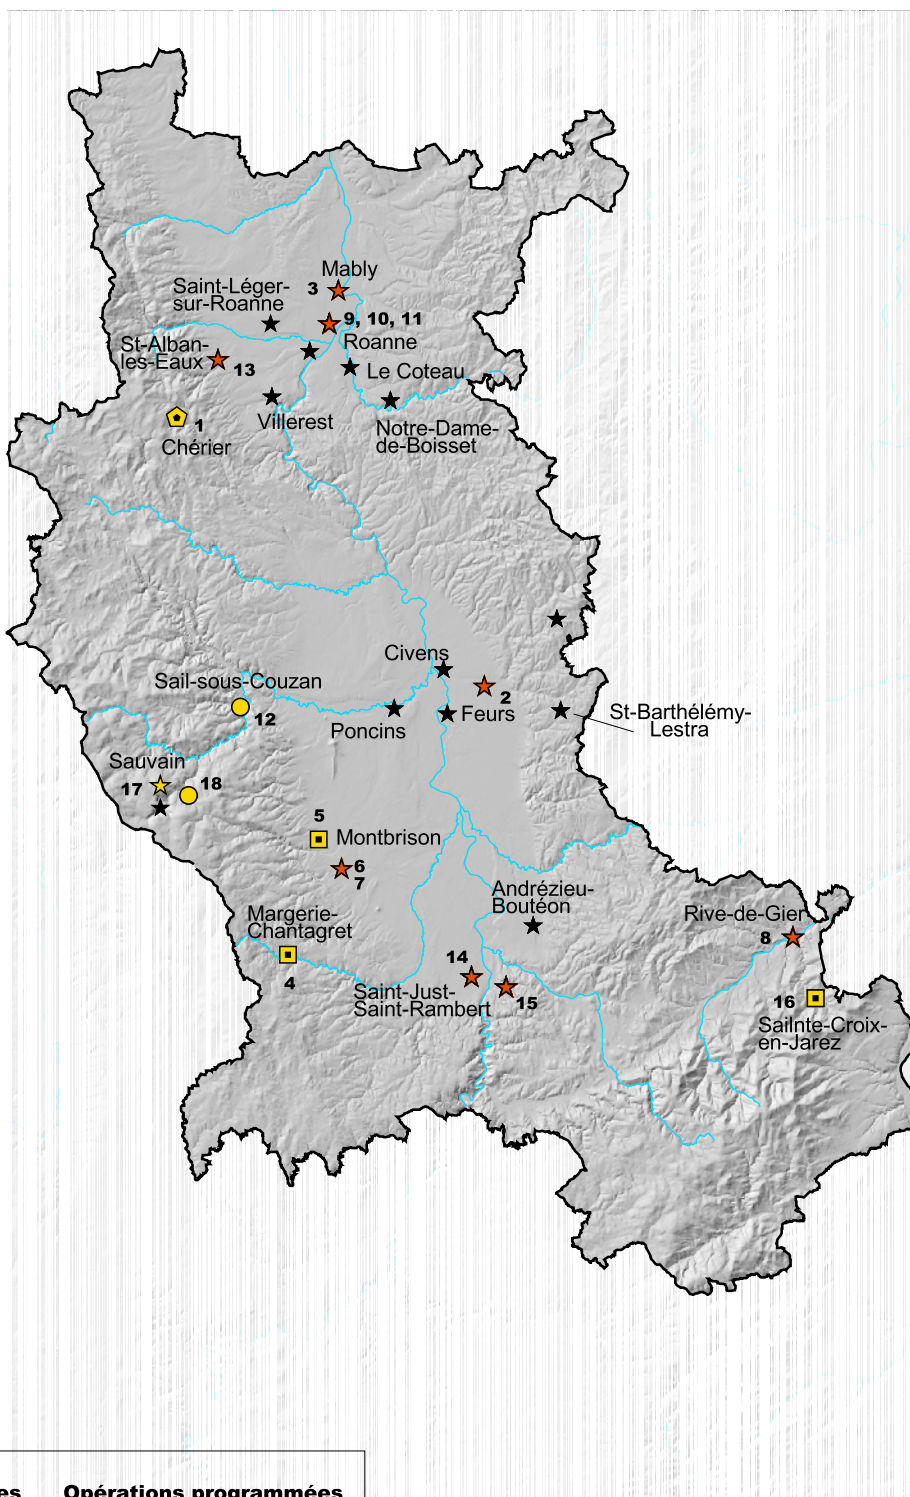 Mably
3
Saint-Léger-
sur-Roanne
9, 10, 11
Roanne
St-Alban-
les-Eaux
13
Le Coteau
1
Chérier
Villerest
Notre-Dame-
de-Boisset
Civens
Sail-sous-Couzan
12
2
Feurs
Poncins
St-Barthélémy-
Lestra
Sauvain
17
18
5
Montbrison
6
7
Andrézieu-
Boutéon
Margerie-
Chantagret
4
Rive-de-Gier
8
14
Saint-Just-
Saint-Rambert
15
16
Sailnte-Croix-
en-Jarez
es
Opérations programmées